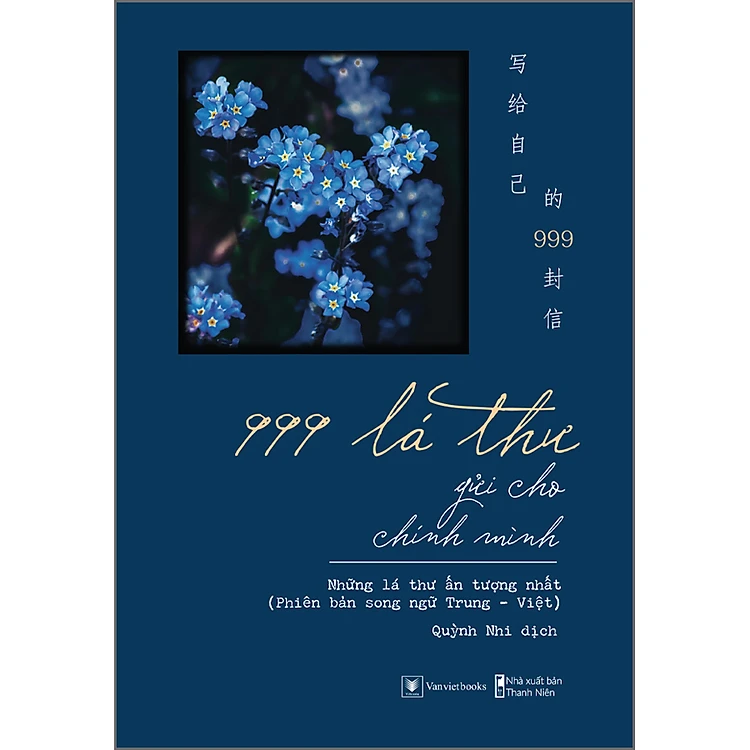 写给自己
的999封信
999 lá thư
gửi cho
chính mình
Những lá thư ấn tượng nhất
(Phiên bản song ngữ Trung - Việt)
Quỳnh Nhi dịch
Vanvietbooks
Nhà xuất bản
Thanh Niên